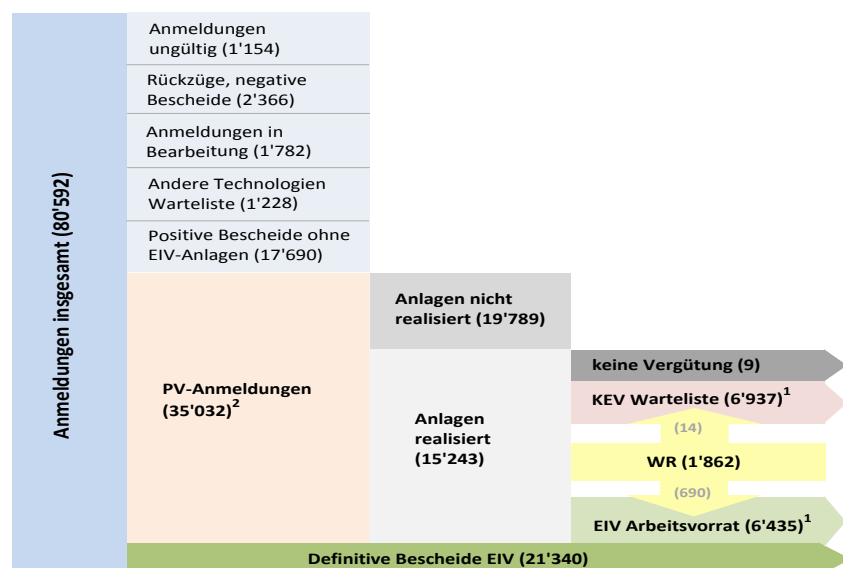 Anmeldungen insgesamt (80'592)
Anmeldungen
ungültig (1'154)
Rückzüge, negative
Bescheide (2'366)
Anmeldungen in
Bearbeitung (1'782)
Andere Technologien
Warteliste (1'228)
Positive Bescheide ohne
EIV-Anlagen (17'690)
PV-Anmeldungen
(35'032)²
Anlagen nicht
realisiert (19'789)
Anlagen
realisiert
(15'243)
keine Vergütung (9)
KEV Warteliste (6'937)¹
(14)
WR (1'862)
(690)
EIV Arbeitsvorrat (6'435)¹
Definitive Bescheide EIV (21'340)